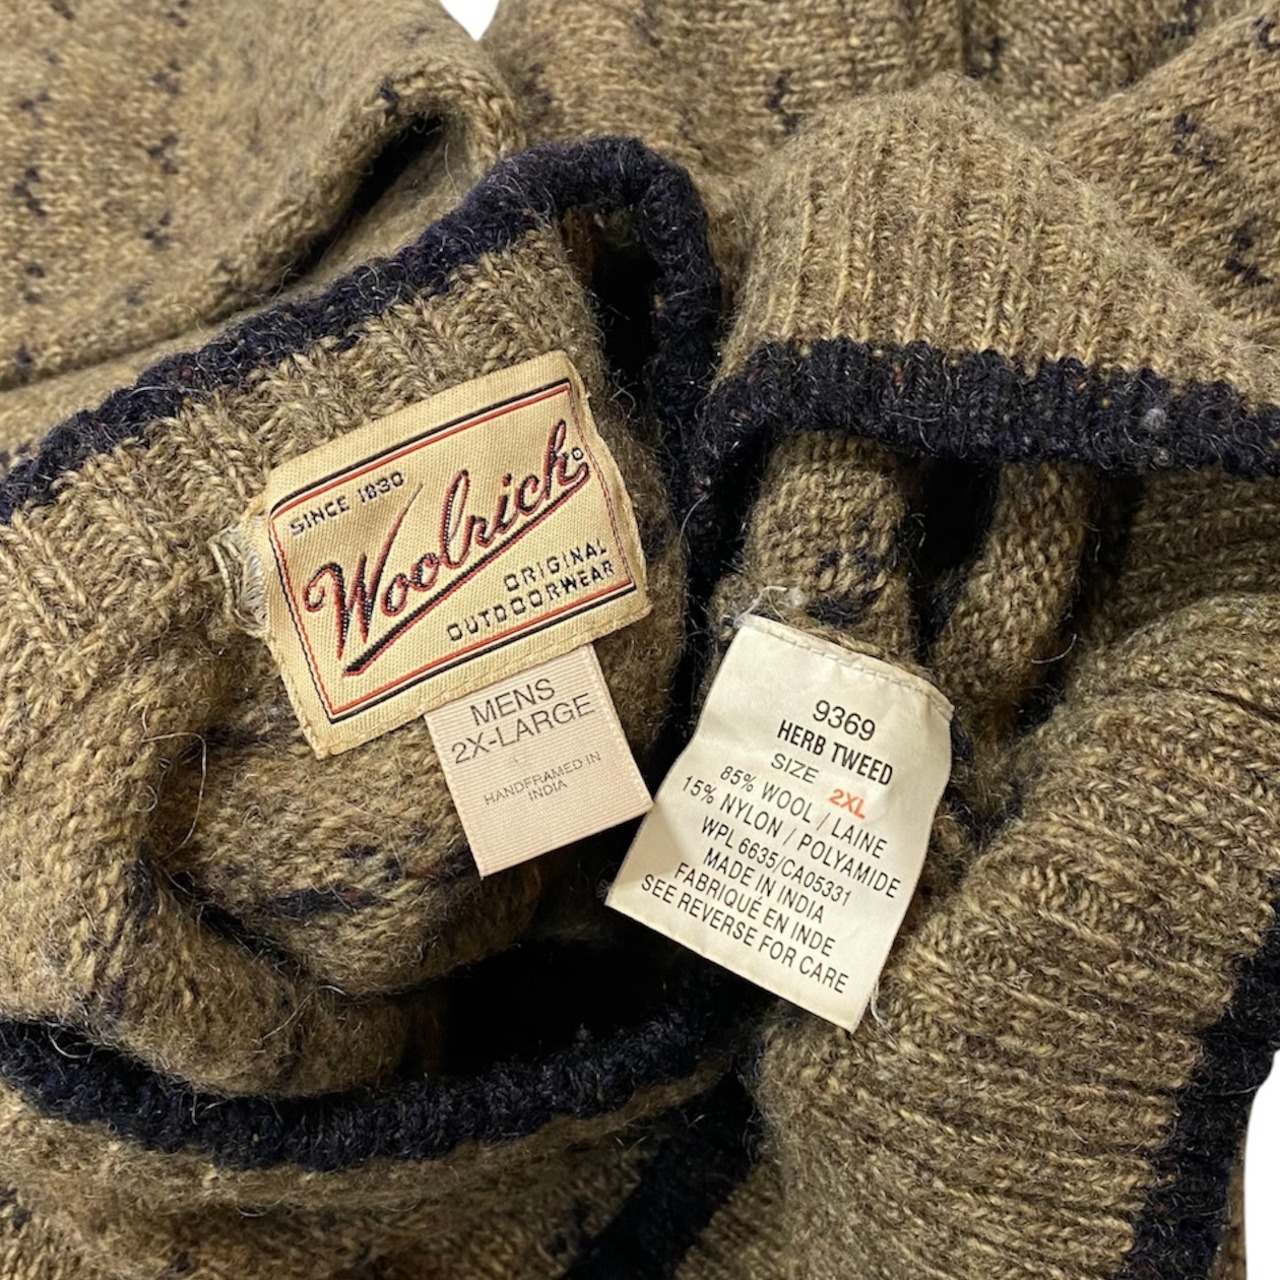 SINCE 1830
Woolrich®
ORIGINAL
OUTDOORWEAR
MENS
2X-LARGE
HANDFRAMED IN
INDIA
9369
HERB TWEED
SIZE 2XL
85% WOOL / LAINE
15% NYLON / POLYAMIDE
WPL 6635/CA05331
MADE IN INDIA
FABRIQUÉ EN INDE
SEE REVERSE FOR CARE